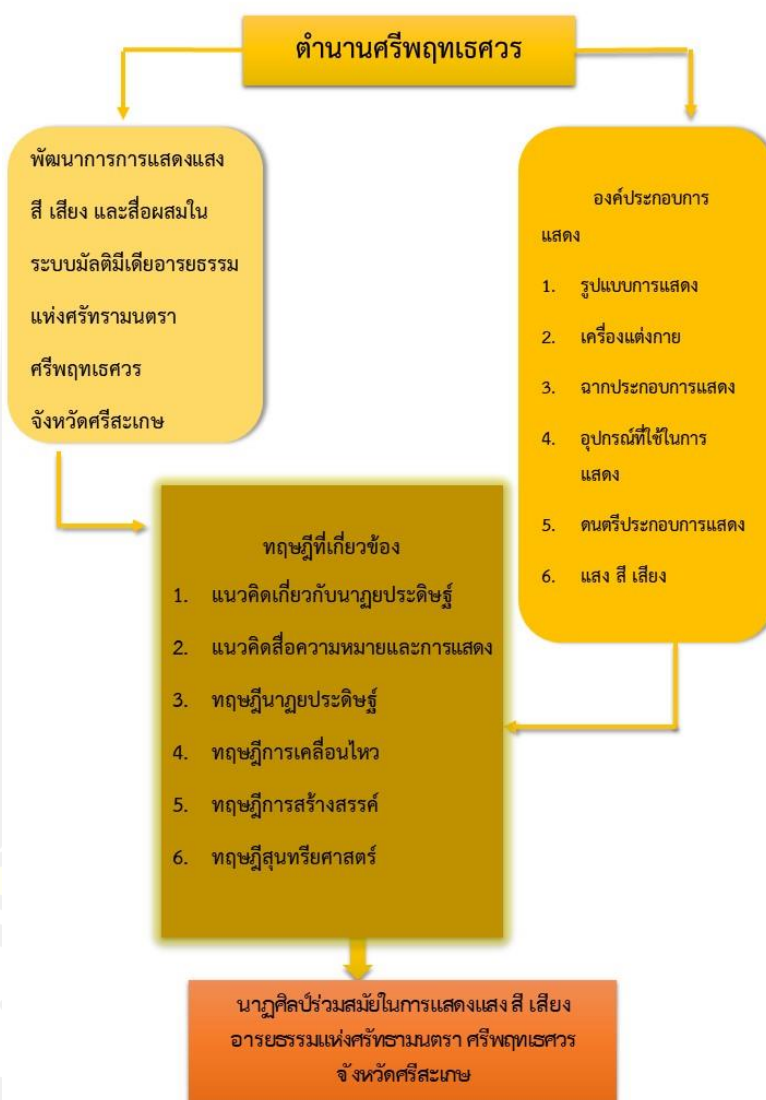 ตำนานศรีพฤทเธศวร
พัฒนาการการแสดงแสง
สี เสียง และสื่อผสมใน
ระบบมัลติมีเดียอารยธรรม
แห่งศรัทรามนตรา
ศรีพฤทเธศวร
จังหวัดศรีสะเกษ
องค์ประกอบการ
แสดง
1. รูปแบบการแสดง
2. เครื่องแต่งกาย
3. ฉากประกอบการแสดง
4. อุปกรณ์ที่ใช้ในการ
แสดง
5. ดนตรีประกอบการแสดง
6. แสง สี เสียง
ทฤษฎีที่เกี่ยวข้อง
1. แนวคิดเกี่ยวกับนาฏยประดิษฐ์
2. แนวคิดสื่อความหมายและการแสดง
3. ทฤษฎีนาฏยประดิษฐ์
4. ทฤษฎีการเคลื่อนไหว
5. ทฤษฎีการสร้างสรรค์
6. ทฤษฎีสุนทรียศาสตร์
นาฏศิลป์ร่วมสมัยในการแสดงแสง สี เสียง
อารยธรรมแห่งศรัทธามนตรา ศรีพฤทเธศวร
จังหวัดศรีสะเกษ